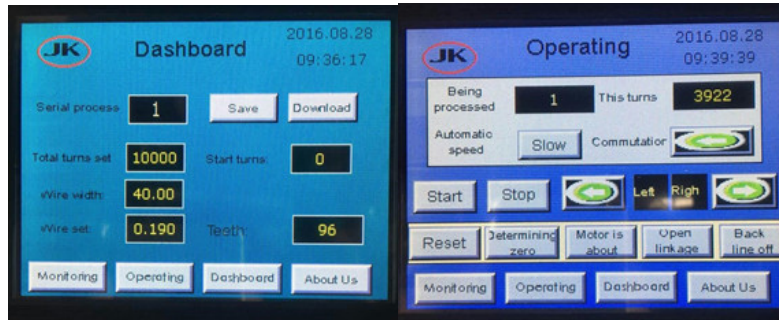 JK
Dashboard
2016.08.28
09:36:17
Serial process
1
Save
Download
Total turns set
10000
Start turns:
0
Wire width:
40.00
Wire set:
0.190
Teeth:
96
Monitoring
Operating
Dashboard
About Us
JK
Operating
2016.08.28
09:39:39
Being
processed
1
This turns
3922
Automatic
speed
Slow
Commutatior
Start
Stop
Left
Righ
Reset
Determining
zero
Motor is
about
Open
linkage
Back
line off
Monitoring
Operating
Dashboard
About Us